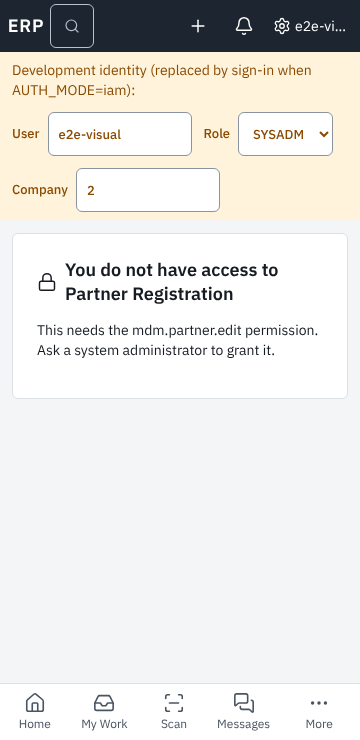 ERP
e2e-vi...
Development identity (replaced by sign-in when
AUTH_MODE=iam):
User e2e-visual Role SYSADM
Company 2
You do not have access to
Partner Registration
This needs the mdm.partner.edit permission.
Ask a system administrator to grant it.
Home My Work Scan Messages More